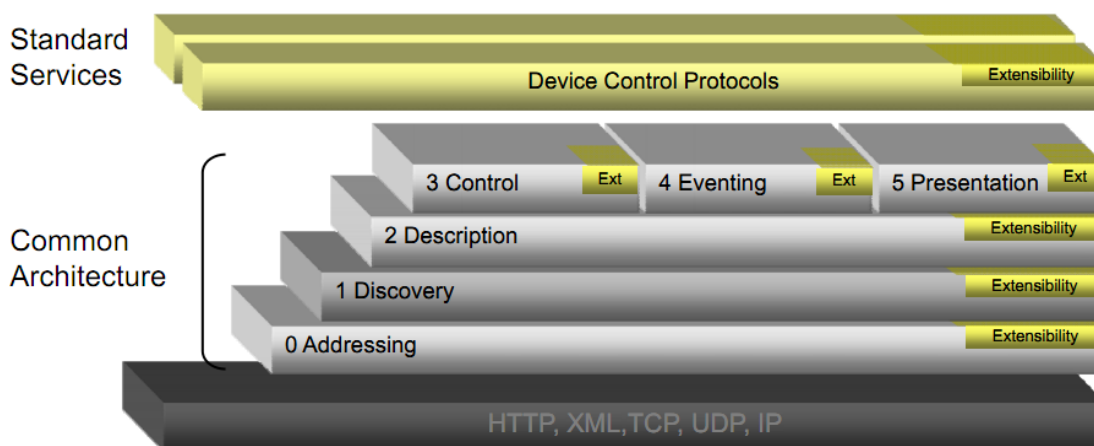 Standard
Services
Device Control Protocols
Extensibility
Common
Architecture
3 Control
Ext
4 Eventing
Ext
5 Presentation
Ext
2 Description
Extensibility
1 Discovery
Extensibility
0 Addressing
Extensibility
HTTP, XML,TCP, UDP, IP